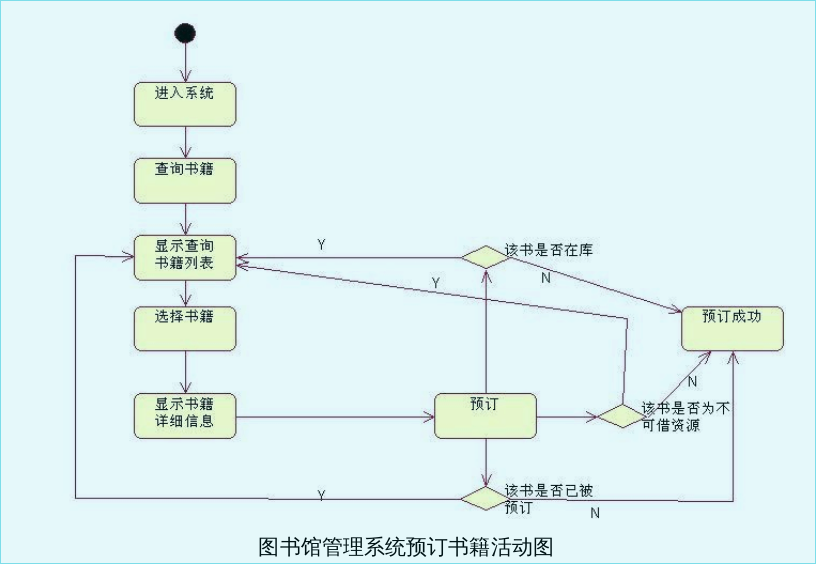 进入系统
查询书籍
显示查询
书籍列表
Y
该书是否在库
N
Y
选择书籍
预订成功
N
显示书籍
详细信息
预订
该书是否为不
可借资源
Y
该书是否已被
预订
N
图书馆管理系统预订书籍活动图